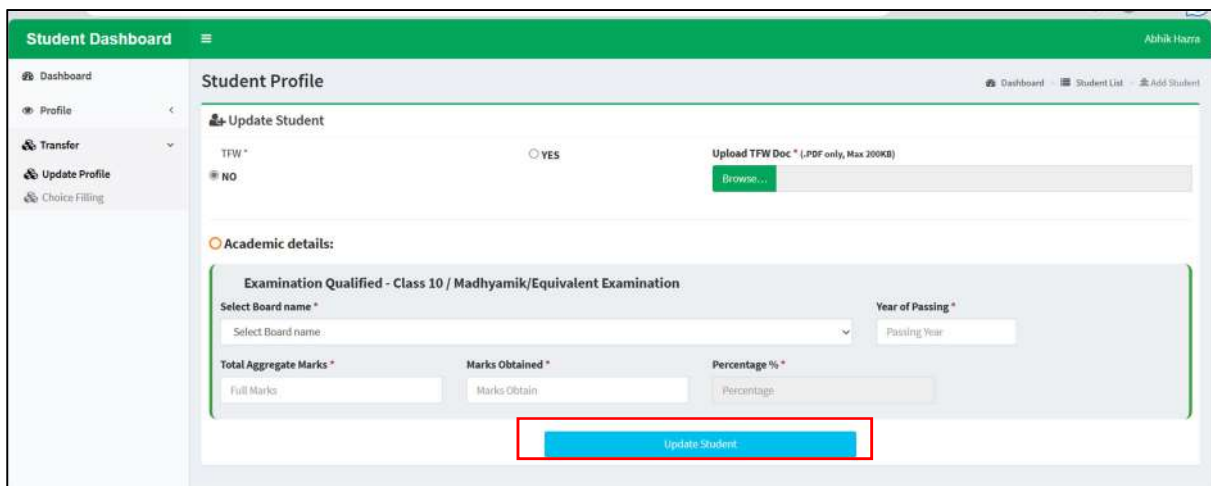 Student Dashboard
Abhik Hazra
Dashboard
Profile
Transfer
Update Profile
Choice Filling
Student Profile
Dashboard Student List Add Student
Update Student
TFW *
YES
NO
Upload TFW Doc * (.PDF only, Max 200KB)
Browse...
Academic details:
Examination Qualified - Class 10 / Madhyamik/Equivalent Examination
Select Board name *
Year of Passing *
Select Board name
Passing Year
Total Aggregate Marks *
Marks Obtained *
Percentage % *
Full Marks
Marks Obtain
Percentage
Update Student